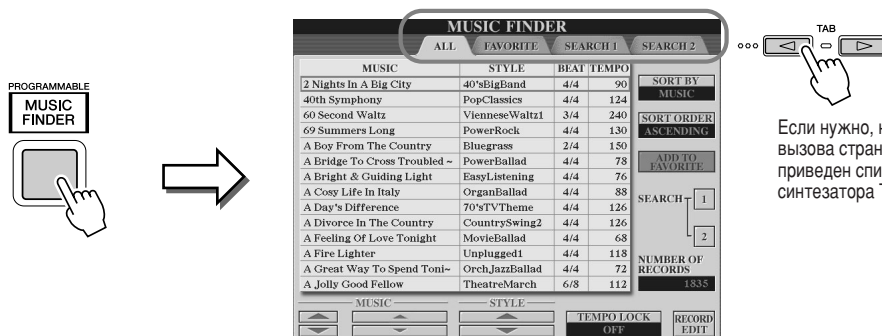 PROGRAMMABLE
MUSIC
FINDER
MUSIC FINDER
ALL FAVORITE SEARCH 1 SEARCH 2
MUSIC STYLE BEAT TEMPO
2 Nights In A Big City 40'sBigBand 4/4 90
40th Symphony PopClassics 4/4 124
60 Second Waltz VienneseWaltz1 3/4 240
69 Summers Long PowerRock 4/4 130
A Boy From The Country Bluegrass 2/4 150
A Bridge To Cross Troubled ~ PowerBallad 4/4 78
A Bright & Guiding Light EasyListening 4/4 76
A Cosy Life In Italy OrganBallad 4/4 88
A Day's Difference 70'sTVTheme 4/4 126
A Divorce In The Country CountrySwing2 4/4 126
A Feeling Of Love Tonight MovieBallad 4/4 68
A Fire Lighter Unplugged1 4/4 118
A Great Way To Spend Toni~ OrchJazzBallad 4/4 72
A Jolly Good Fellow TheatreMarch 6/8 112
SORT BY
MUSIC
SORT ORDER
ASCENDING
ADD TO
FAVORITE
SEARCH 1
2
NUMBER OF
RECORDS
1835
MUSIC STYLE
TEMPO LOCK
OFF
RECORD
EDIT
TAB
Если нужно,
вызова
приведен
синтезатора